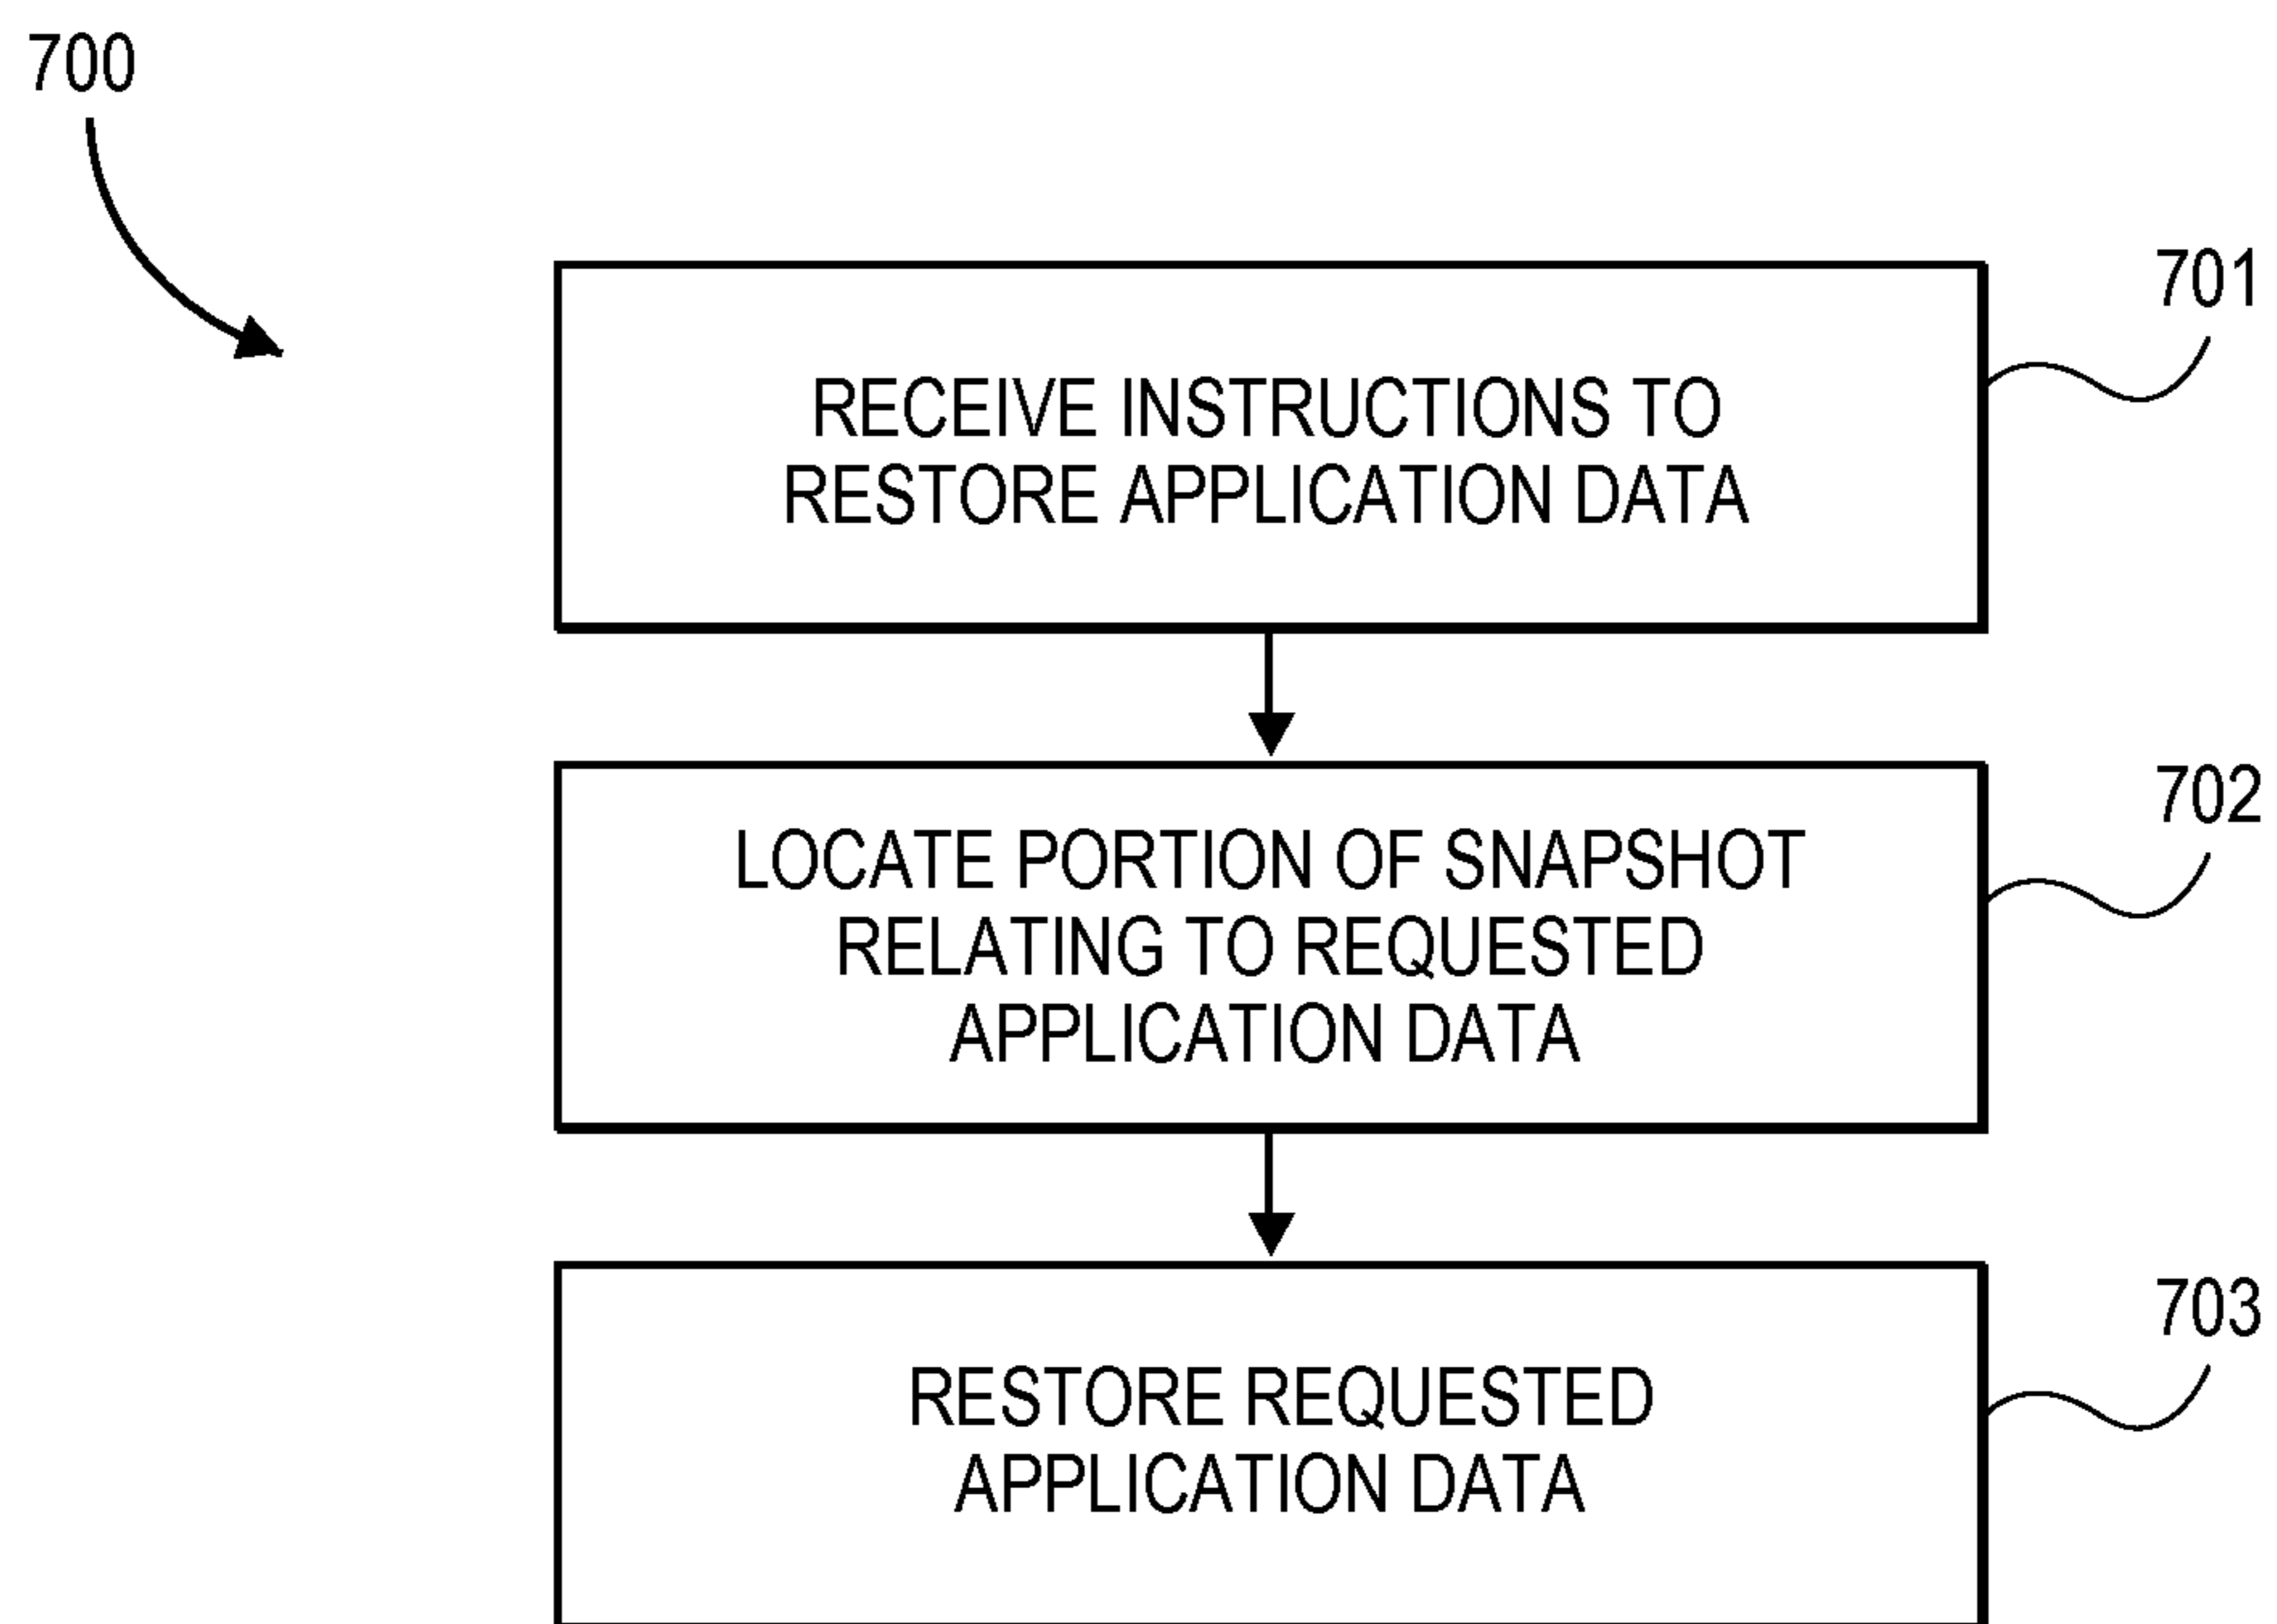 700
701
RECEIVE INSTRUCTIONS TO
RESTORE APPLICATION DATA
702
LOCATE PORTION OF SNAPSHOT
RELATING TO REQUESTED
APPLICATION DATA
703
RESTORE REQUESTED
APPLICATION DATA